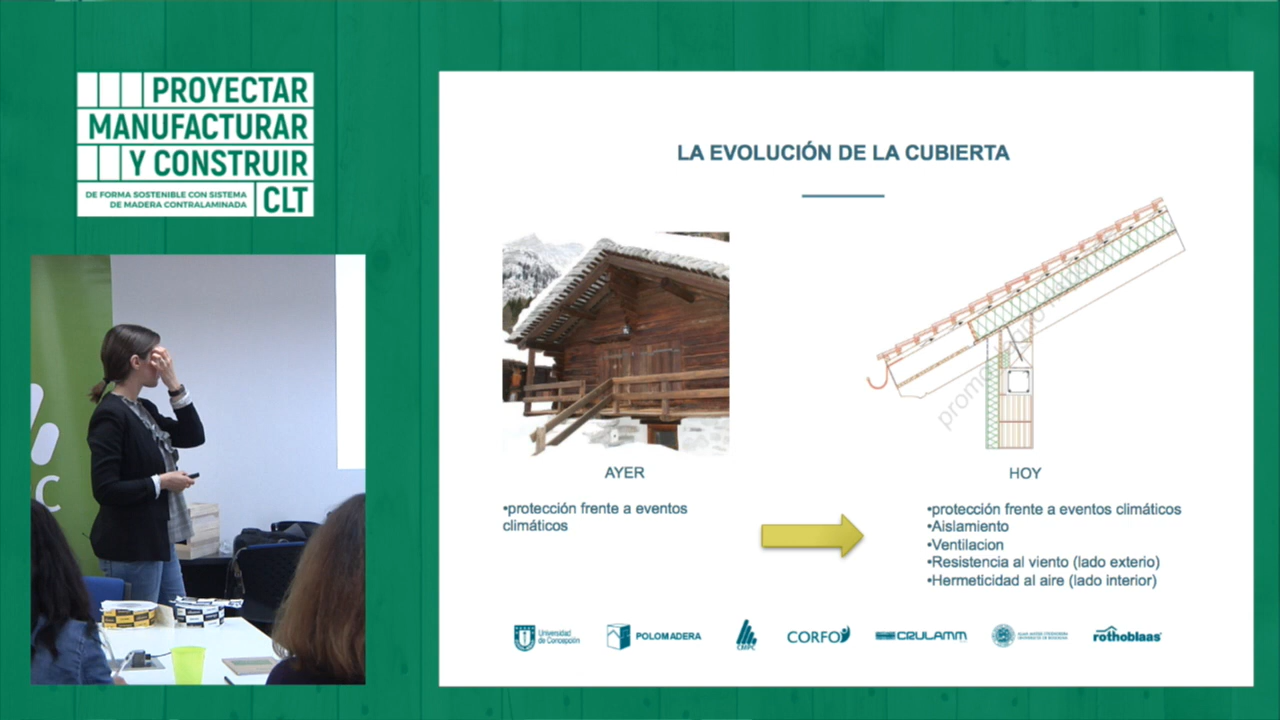 PROYECTAR
MANUFACTURAR
Y CONSTRUIR
DE FORMA SOSTENIBLE CON SISTEMA
DE MADERA CONTRALAMINADA
CLT
C
LA EVOLUCIÓN DE LA CUBIERTA
AYER
•protección frente a eventos
climáticos
HOY
•protección frente a eventos climáticos
•Aislamiento
•Ventilacion
•Resistencia al viento (lado exterio)
•Hermeticidad al aire (lado interior)
Universidad
de Concepción
POLOMADERA
CMPC
CORFO
CRULAMM
rothoblaas